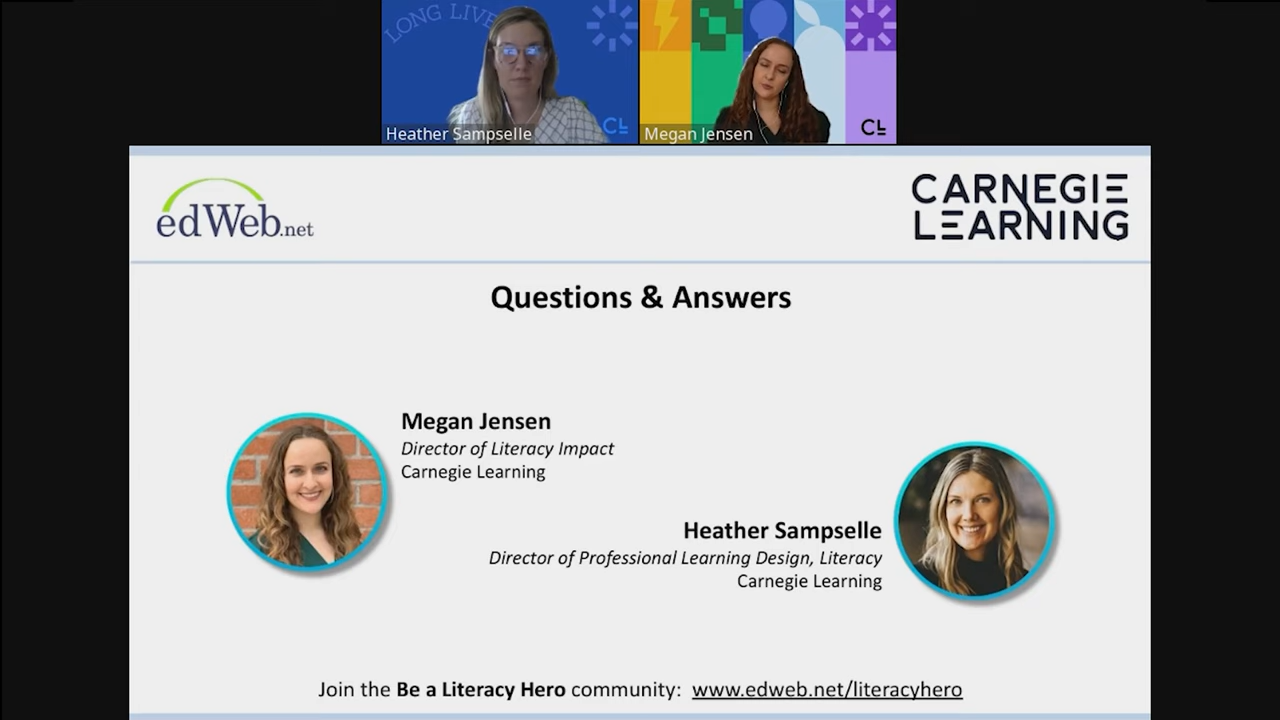 LONG LIVE
CL
Heather Sampselle
CL
Megan Jensen
edWeb.net
CARNEGIE
LEARNING
Questions & Answers
Megan Jensen
Director of Literacy Impact
Carnegie Learning
Heather Sampselle
Director of Professional Learning Design, Literacy
Carnegie Learning
Join the Be a Literacy Hero community: www.edweb.net/literacyhero